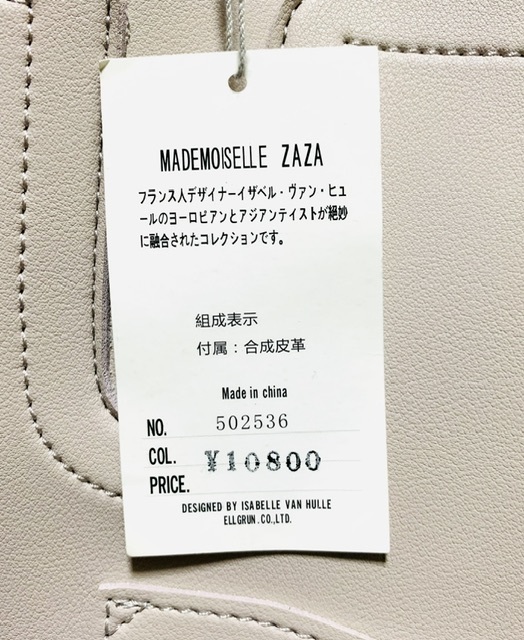 MADEMOISELLE ZAZA
フランス人デザイナーイザベル・ヴァン・ヒュ
ールのヨーロピアンとアジアンテイストが絶妙
に融合されたコレクションです。
組成表示
付属：合成皮革
Made in china
NO. 502536
COL. ¥10800
PRICE.
DESIGNED BY ISABELLE VAN HULLE
ELLGRUN.CO.,LTD.